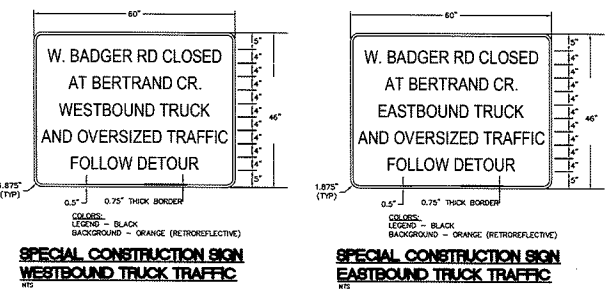 60"
W. BADGER RD CLOSED
AT BERTRAND CR.
WESTBOUND TRUCK
AND OVERSIZED TRAFFIC
FOLLOW DETOUR
5"
4"
4"
4"
4"
4"
4"
4"
4"
4"
5"
46"
1.875"
(TYP)
0.5"
0.75" THICK BORDER
COLORS:
LEGEND - BLACK
BACKGROUND - ORANGE (RETROREFLECTIVE)
SPECIAL CONSTRUCTION SIGN
WESTBOUND TRUCK TRAFFIC
NTS
60"
W. BADGER RD CLOSED
AT BERTRAND CR.
EASTBOUND TRUCK
AND OVERSIZED TRAFFIC
FOLLOW DETOUR
5"
4"
4"
4"
4"
4"
4"
4"
4"
4"
5"
46"
1.875"
(TYP)
0.5"
0.75" THICK BORDER
COLORS:
LEGEND - BLACK
BACKGROUND - ORANGE (RETROREFLECTIVE)
SPECIAL CONSTRUCTION SIGN
EASTBOUND TRUCK TRAFFIC
NTS